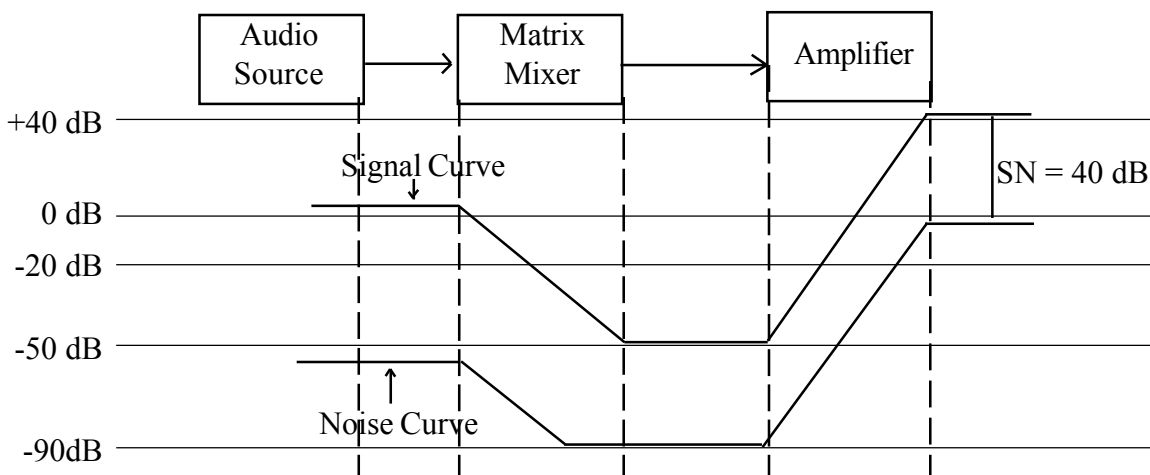 Audio
Source
Matrix
Mixer
Amplifier
+40 dB
Signal Curve
SN = 40 dB
0 dB
-20 dB
-50 dB
Noise Curve
-90dB